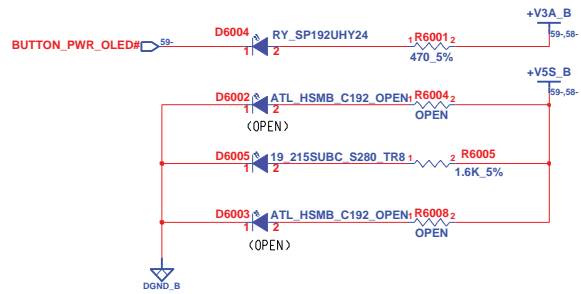 +V3A_B
D6004
RY_SP192UHY24
R6001
59-,58-
BUTTON_PWR_OLED#
59-
1
2
1
2
470_5%
+V5S_B
59-,58-
D6002
ATL_HSMB_C192_OPEN
R6004
1
2
1
2
(OPEN)
OPEN
D6005
19_215SUBC_S280_TR8
R6005
1
2
1
2
1.6K_5%
D6003
ATL_HSMB_C192_OPEN
R6008
1
2
1
2
(OPEN)
OPEN
DGND_B